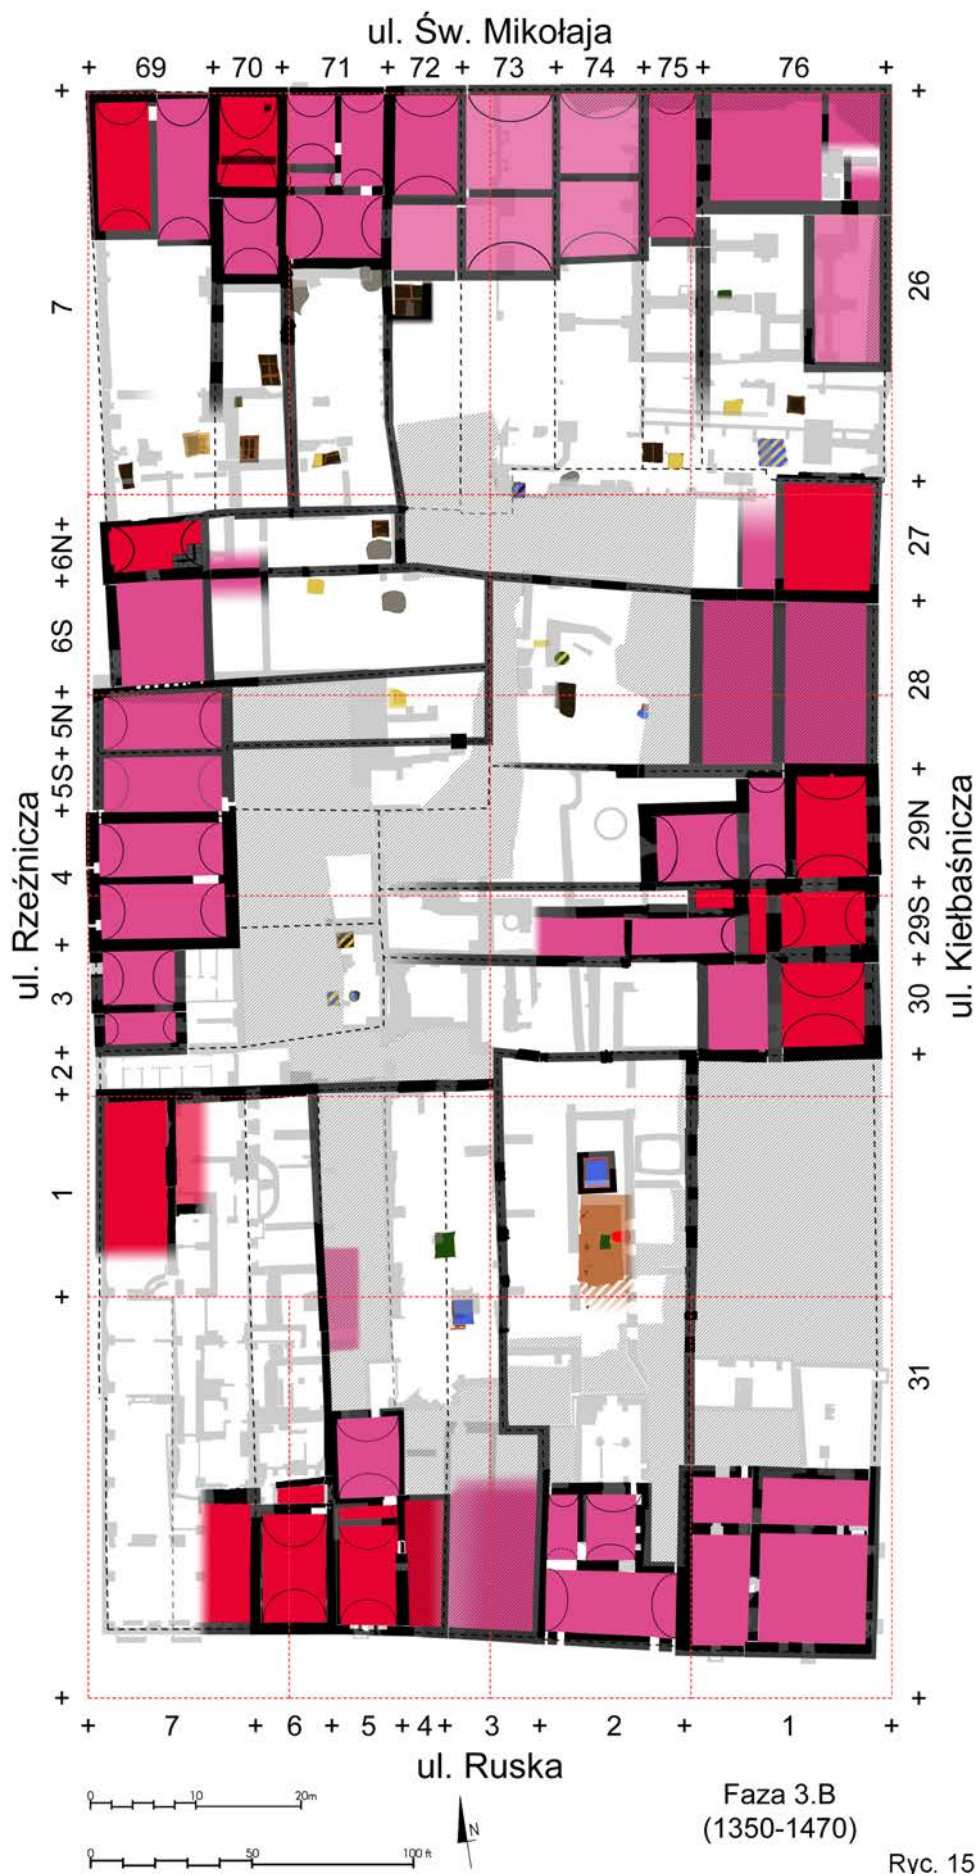 ul. Św. Mikołaja
+ 69 + 70 + 71 + 72 + 73 + 74 + 75 + 76 +
+ 7 + 6N + 6S + 5N + 5S + 4 + 3 + 2 + 1 + +
ul. Rzeźnicza
+ 26 + 27 + 28 + 29N + 29S + 30 + 31 +
ul. Kiełbaśnicza
+ 7 + 6 + 5 + 4 + 3 + 2 + 1 +
ul. Ruska
0 10 20m
0 50 100 ft
N
Faza 3.B
(1350-1470)
Ryc. 15